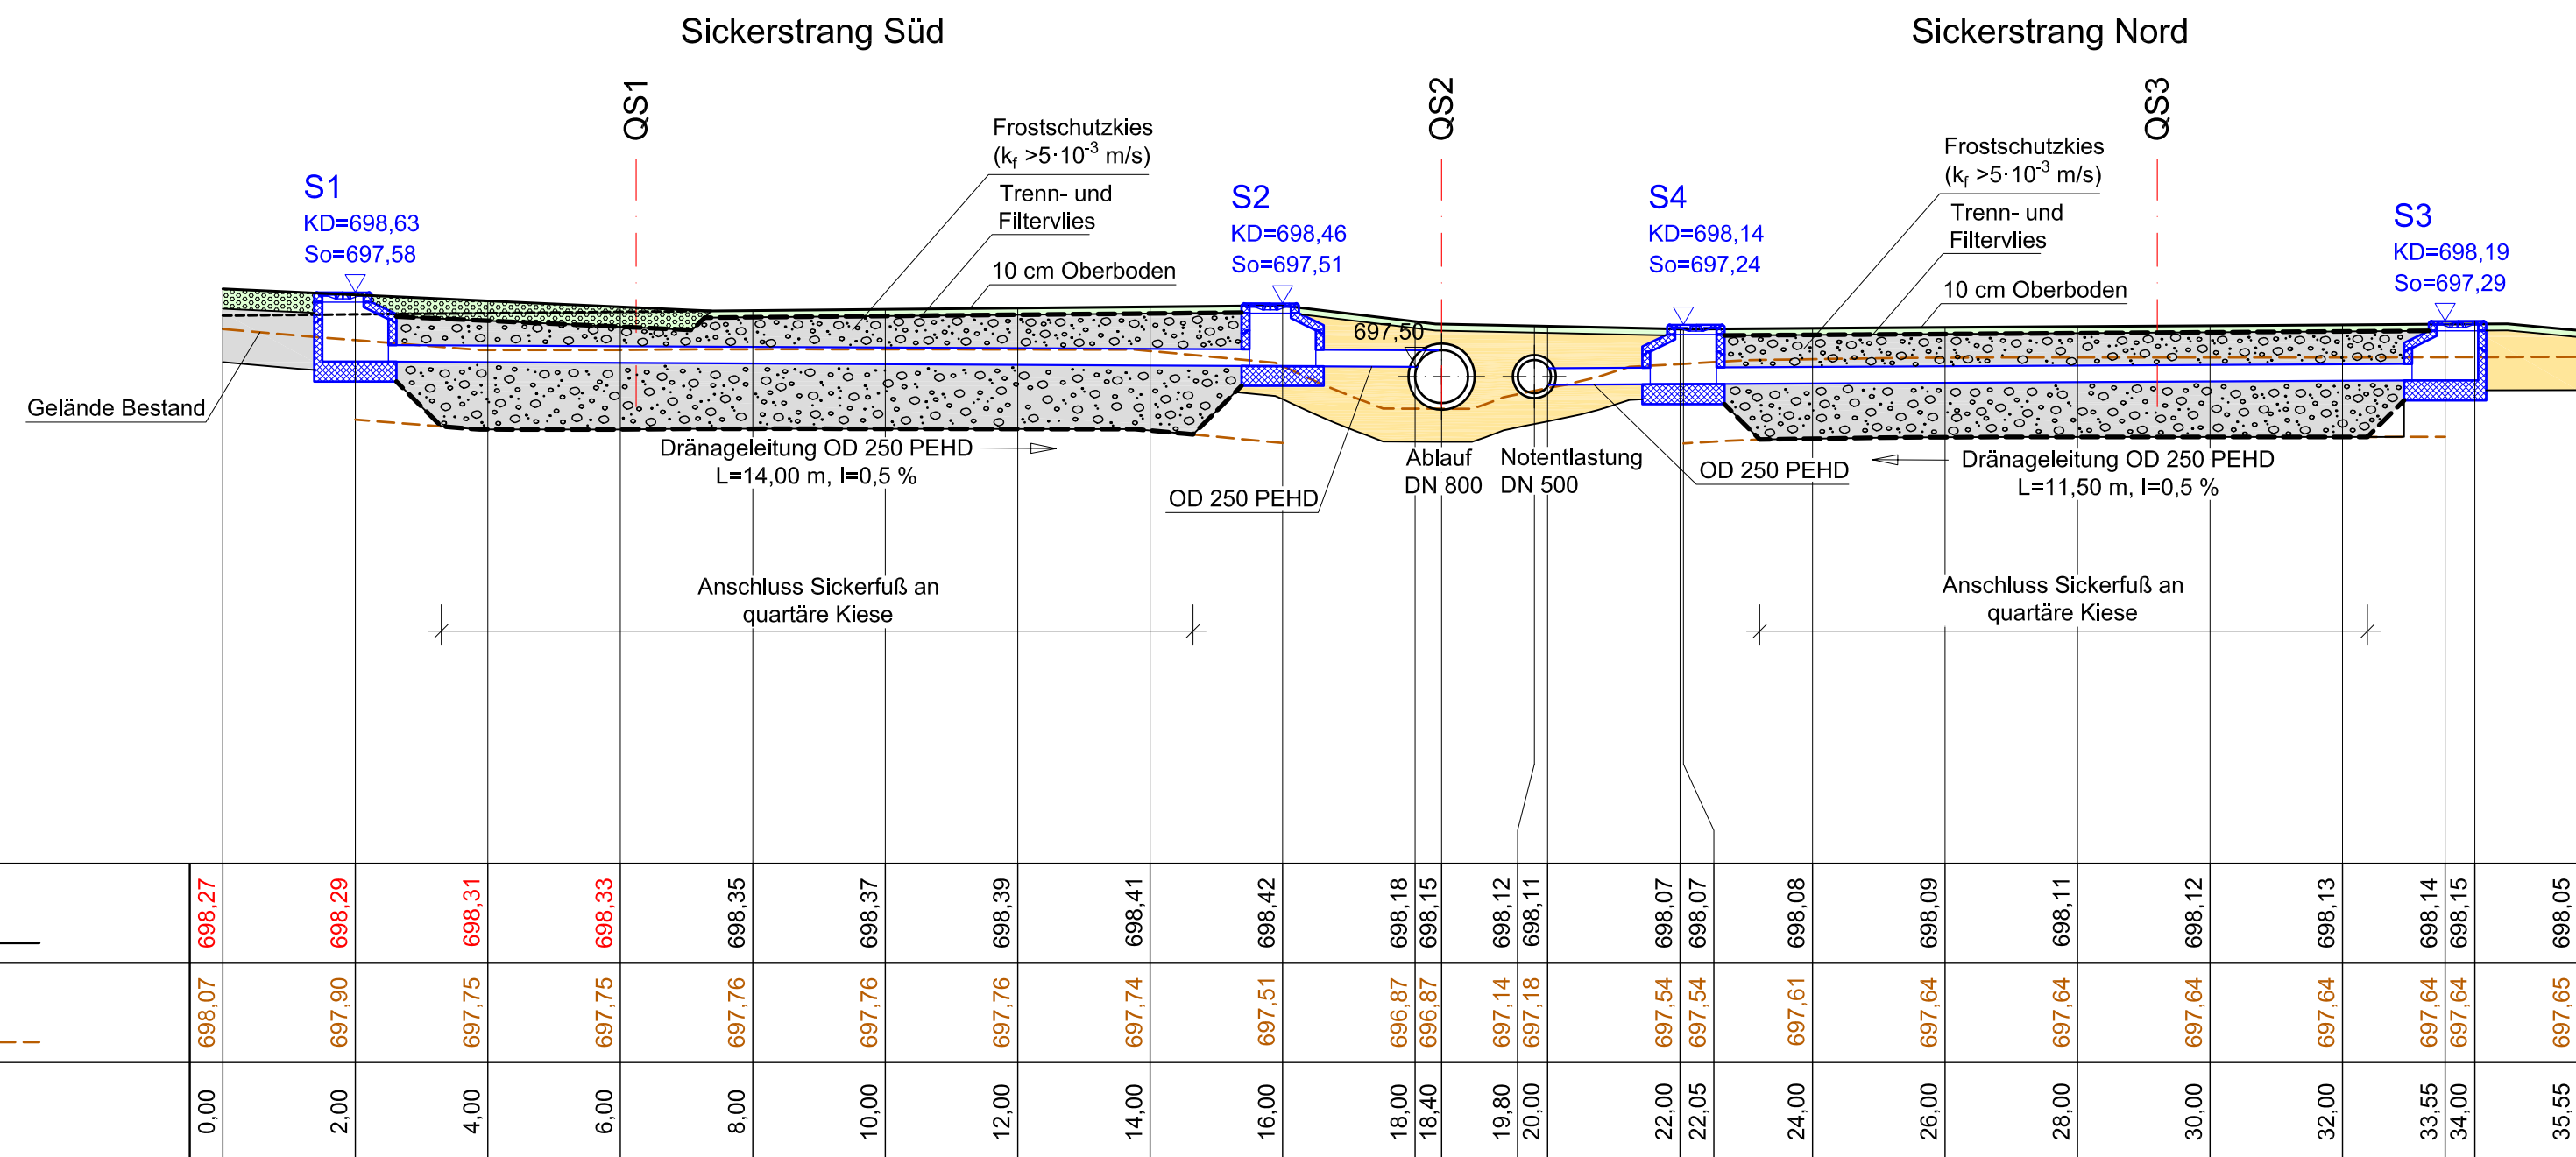 Sickerstrang Süd
Sickerstrang Nord
QS1
QS2
QS3
Frostschutzkies
(kf >5·10-3 m/s)
Trenn- und
Filtervlies
10 cm Oberboden
Frostschutzkies
(kf >5·10-3 m/s)
Trenn- und
Filtervlies
10 cm Oberboden
S1
KD=698,63
So=697,58
S2
KD=698,46
So=697,51
S4
KD=698,14
So=697,24
S3
KD=698,19
So=697,29
697,50
Gelände Bestand
Dränageleitung OD 250 PEHD
L=14,00 m, I=0,5 %
OD 250 PEHD
Ablauf
DN 800
Notentlastung
DN 500
OD 250 PEHD
Dränageleitung OD 250 PEHD
L=11,50 m, I=0,5 %
Anschluss Sickerfuß an
quartäre Kiese
Anschluss Sickerfuß an
quartäre Kiese
698,27 698,29 698,31 698,33 698,35 698,37 698,39 698,41 698,42 698,18 698,15 698,12 698,11 698,07 698,07 698,08 698,09 698,11 698,12 698,13 698,14 698,15 698,05
698,07 697,90 697,75 697,75 697,76 697,76 697,76 697,74 697,51 696,87 696,87 697,14 697,18 697,54 697,54 697,61 697,64 697,64 697,64 697,64 697,64 697,64 697,65
0,00 2,00 4,00 6,00 8,00 10,00 12,00 14,00 16,00 18,00 18,40 19,80 20,00 22,00 22,05 24,00 26,00 28,00 30,00 32,00 33,55 34,00 35,55